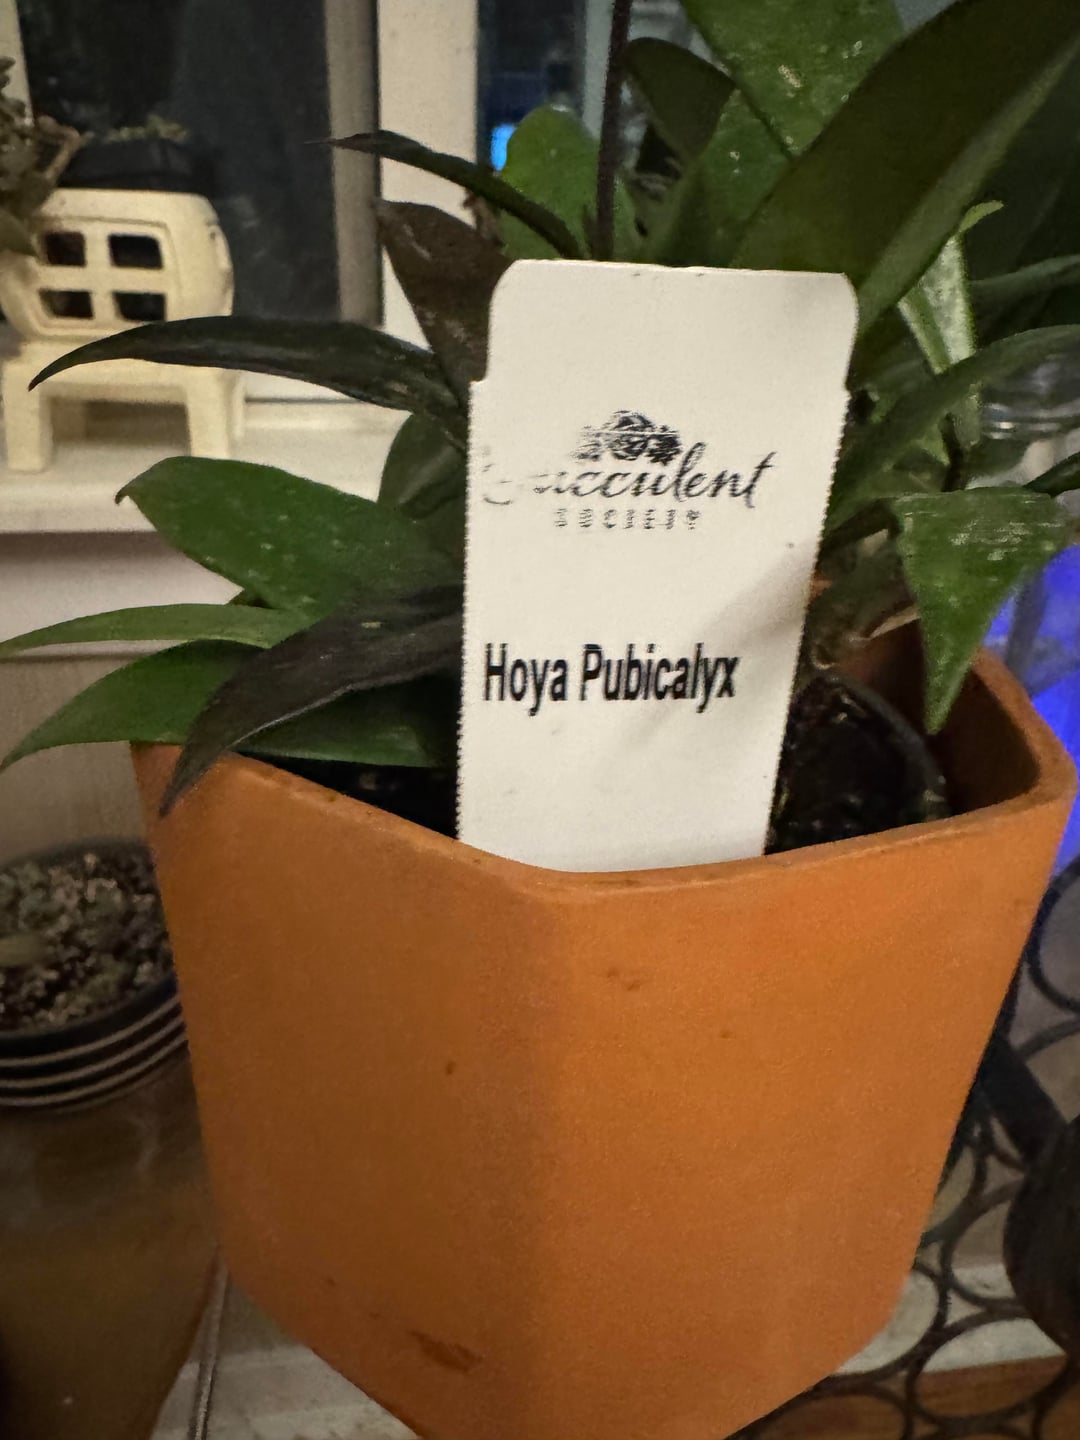 Succulent
SOCIETY
Hoya Pubicalyx